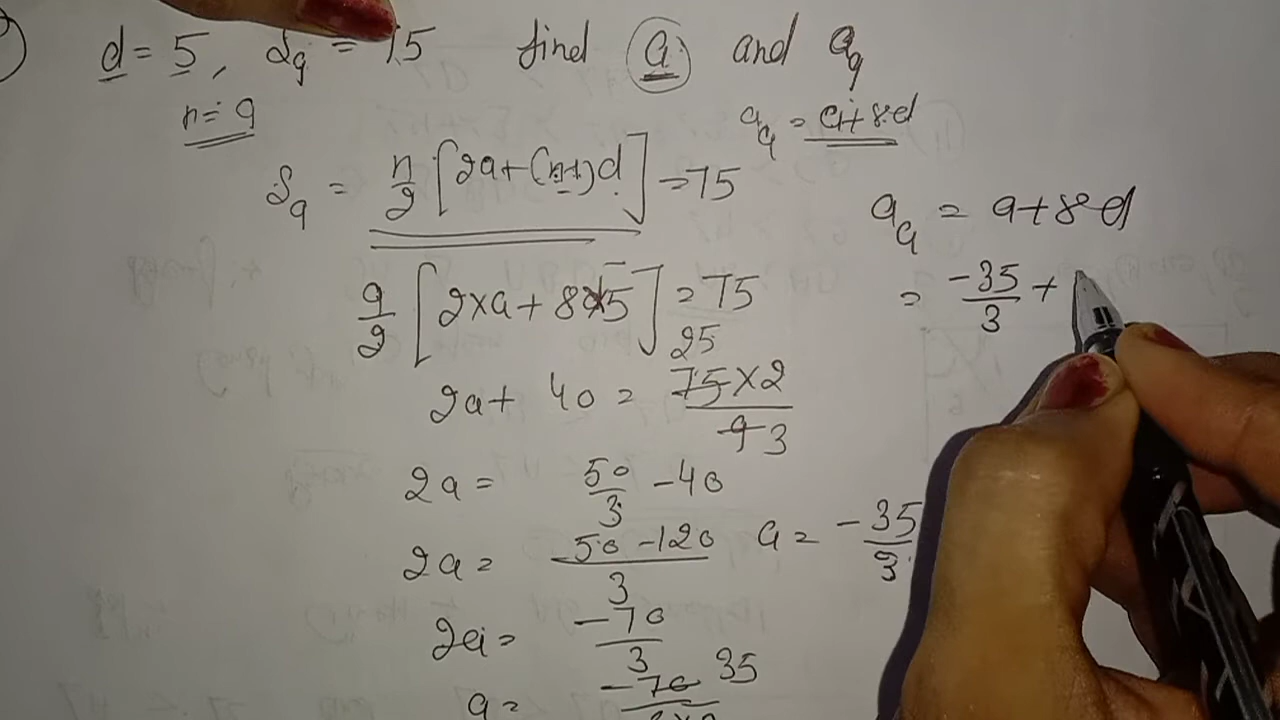 d = 5, S₉ = 75 find a and a₉
n = 9
a₉ = a + 8d
S₉ = n/2 [2a + (n-1)d] = 75
9/2 [2×a + 8×5] = 75
2a + 40 = 75×2/9 25 3
2a = 50/3 - 40
2a = 50-120/3
2a = -70/3
a = -70 35
a = -35/3
a₉ = a + 8d
= -35/3 +